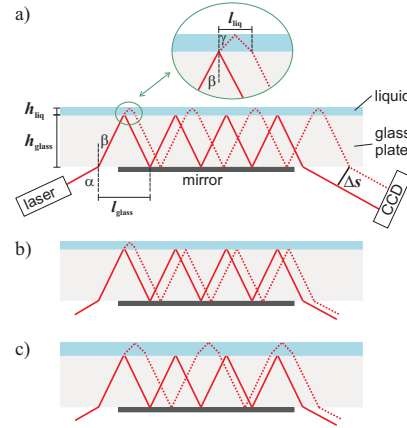 a)
l_liq
γ
β
h_liq
h_glass
β
α
l_glass
mirror
laser
liquid
glass
plate
Δs
CCD
b)
c)